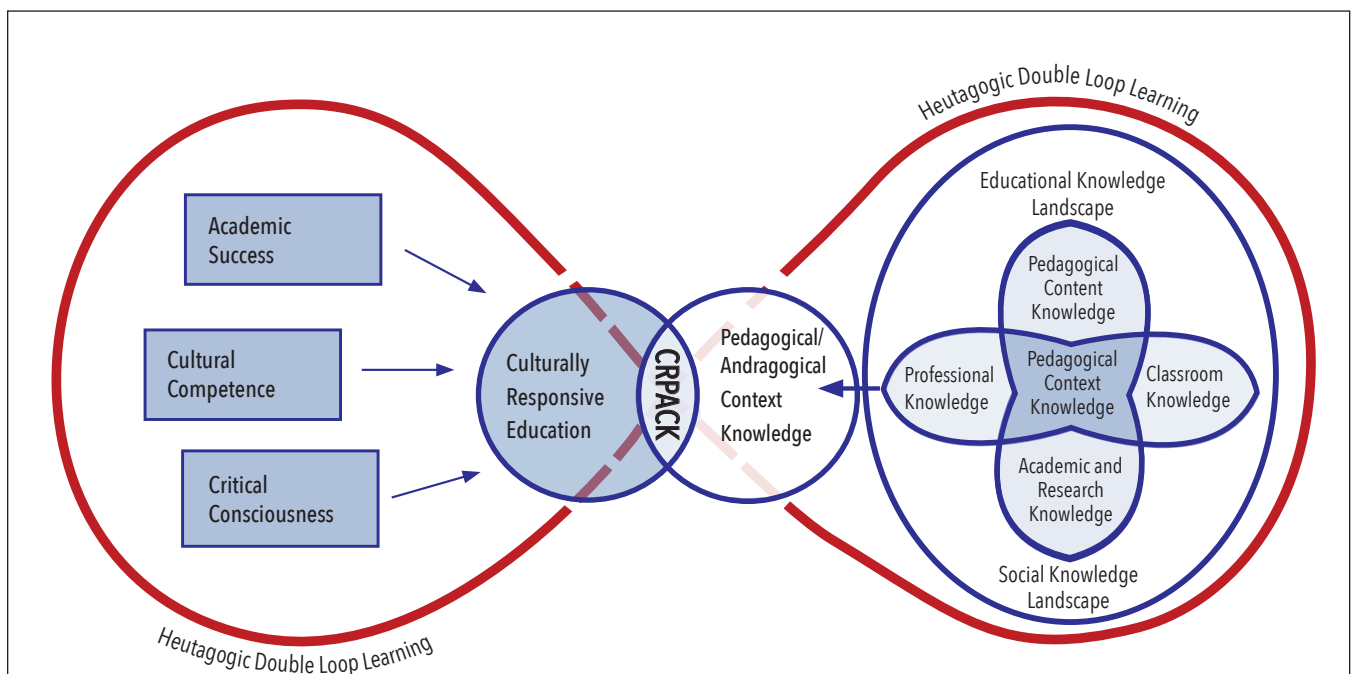 Heutagogic Double Loop Learning
Academic
Success
Cultural
Competence
Critical
Consciousness
Culturally
Responsive
Education
CRPACK
Pedagogical/
Andragogical
Context
Knowledge
Educational Knowledge
Landscape
Pedagogical
Content
Knowledge
Professional
Knowledge
Pedagogical
Context
Knowledge
Classroom
Knowledge
Academic and
Research
Knowledge
Social Knowledge
Landscape
Heutagogic Double Loop Learning